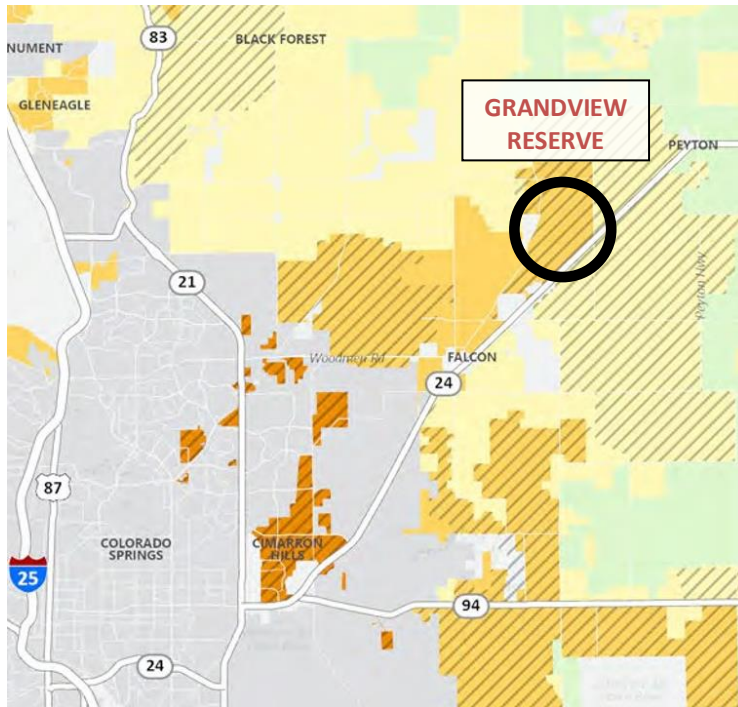 83
BLACK FOREST
NUMENT
GLENEAGLE
GRANDVIEW
RESERVE
PEYTON
21
Peyton Hwy
Woodmen Rd
FALCON
24
87
COLORADO
SPRINGS
CIMARRON
HILLS
25
94
24